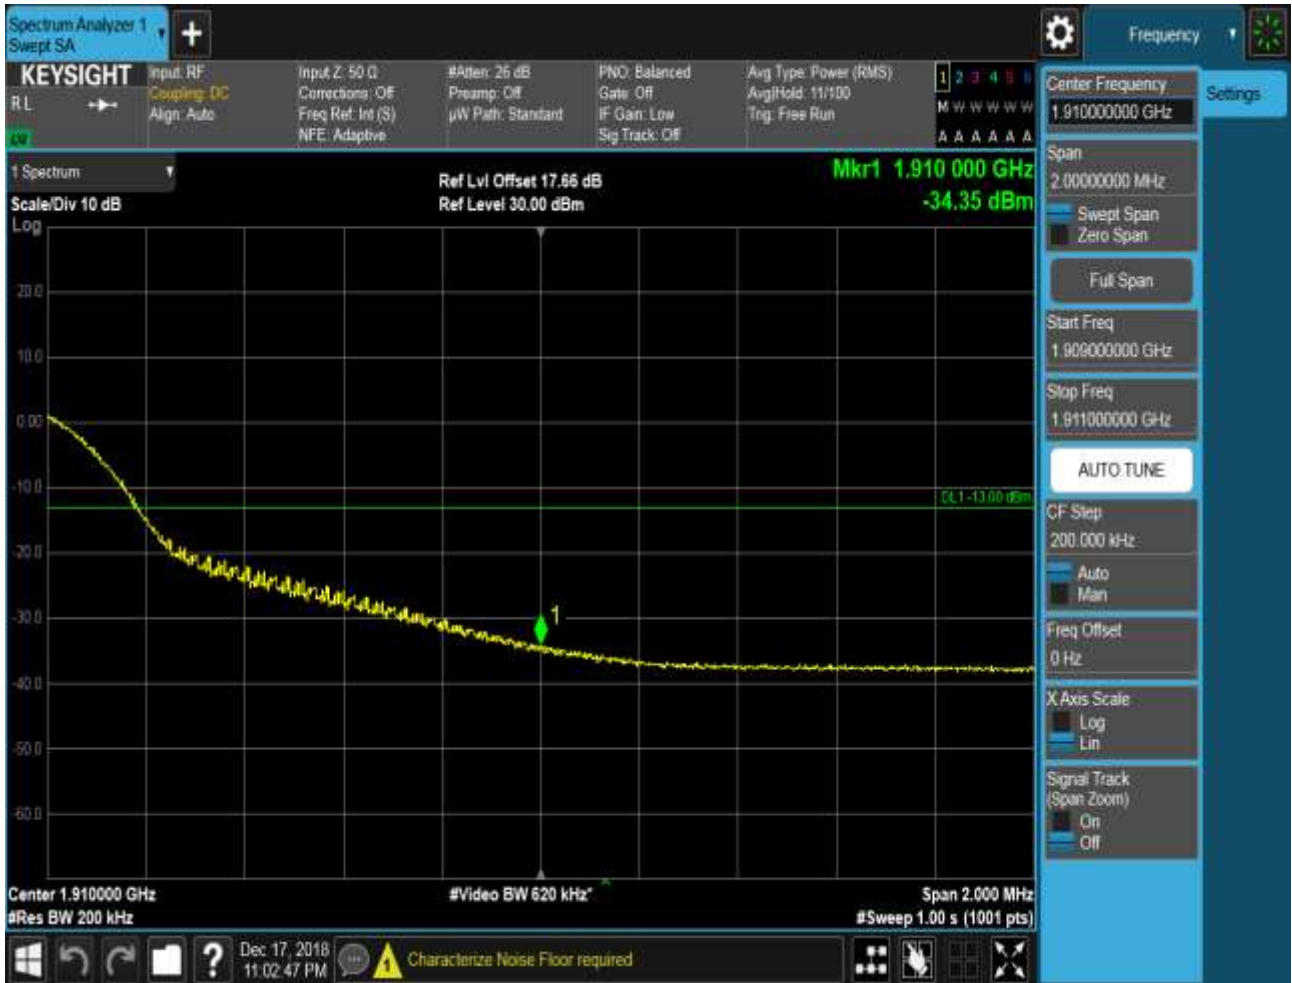 Spectrum Analyzer 1
Swept SA
+
Frequency
KEYSIGHT
RL
LXI
Input: RF
Coupling: DC
Align: Auto
Input Z: 50 Ω
Corrections: Off
Freq Ref: Int (S)
NFE: Adaptive
#Atten: 26 dB
Preamp: Off
µW Path: Standard
PNO: Balanced
Gate: Off
IF Gain: Low
Sig Track: Off
Avg Type: Power (RMS)
Avg|Hold: 11/100
Trig: Free Run
1 2 3 4 5 6
M W W W W W
A A A A A A
1 Spectrum
Scale/Div 10 dB
Log
Ref Lvl Offset 17.66 dB
Ref Level 30.00 dBm
Mkr1 1.910 000 GHz
-34.35 dBm
20.0
10.0
0.00
-10.0
-20.0
-30.0
-40.0
-50.0
-60.0
DL1 -13.00 dBm
1
Center 1.910000 GHz
#Res BW 200 kHz
#Video BW 620 kHz*
Span 2.000 MHz
#Sweep 1.00 s (1001 pts)
Center Frequency
1.910000000 GHz
Settings
Span
2.00000000 MHz
Swept Span
Zero Span
Full Span
Start Freq
1.909000000 GHz
Stop Freq
1.911000000 GHz
AUTO TUNE
CF Step
200.000 kHz
Auto
Man
Freq Offset
0 Hz
X Axis Scale
Log
Lin
Signal Track
(Span Zoom)
On
Off
?
Dec 17, 2018
11:02:47 PM
1
Characterize Noise Floor required